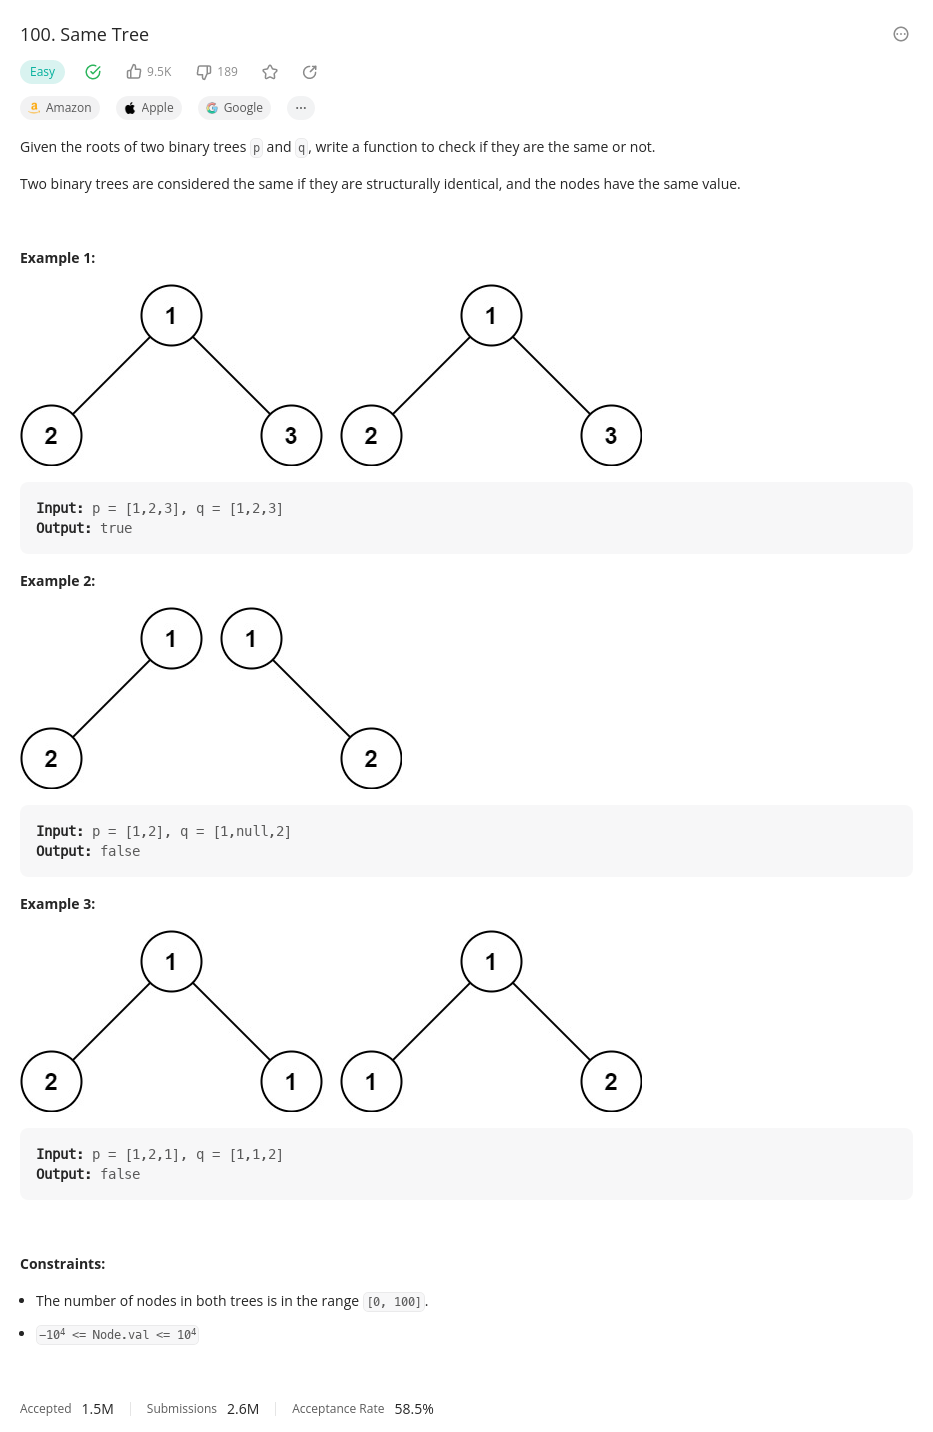 100. Same Tree
Easy 9.5K 189
Amazon Apple Google
Given the roots of two binary trees p and q, write a function to check if they are the same or not.
Two binary trees are considered the same if they are structurally identical, and the nodes have the same value.
Example 1:
1 1
2 3 2 3
Input: p = [1,2,3], q = [1,2,3]
Output: true
Example 2:
1 1
2 2
Input: p = [1,2], q = [1,null,2]
Output: false
Example 3:
1 1
2 1 1 2
Input: p = [1,2,1], q = [1,1,2]
Output: false
Constraints:
• The number of nodes in both trees is in the range [0, 100].
• −10⁴ <= Node.val <= 10⁴
Accepted 1.5M Submissions 2.6M Acceptance Rate 58.5%